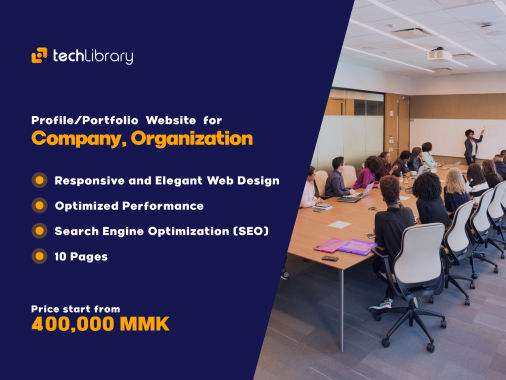 techLibrary
Profile/Portfolio Website for
Company, Organization
Responsive and Elegant Web Design
Optimized Performance
Search Engine Optimization (SEO)
10 Pages
Price start from
400,000 MMK